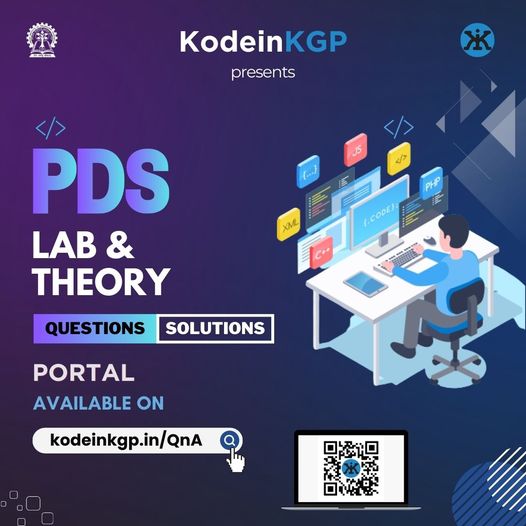 KodeinKGP
presents
PDS
LAB &
THEORY
QUESTIONS SOLUTIONS
PORTAL
AVAILABLE ON
kodeinkgp.in/QnA
</>
</>
{...}
JS
</>
PHP
{.CODE}
XML
C++